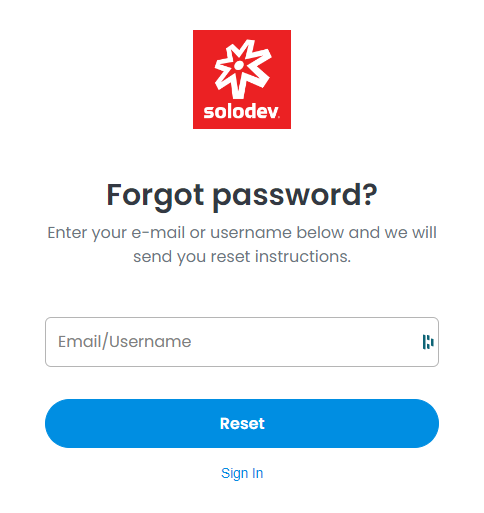 solodev
Forgot password?
Enter your e-mail or username below and we will
send you reset instructions.
Email/Username
Reset
Sign In